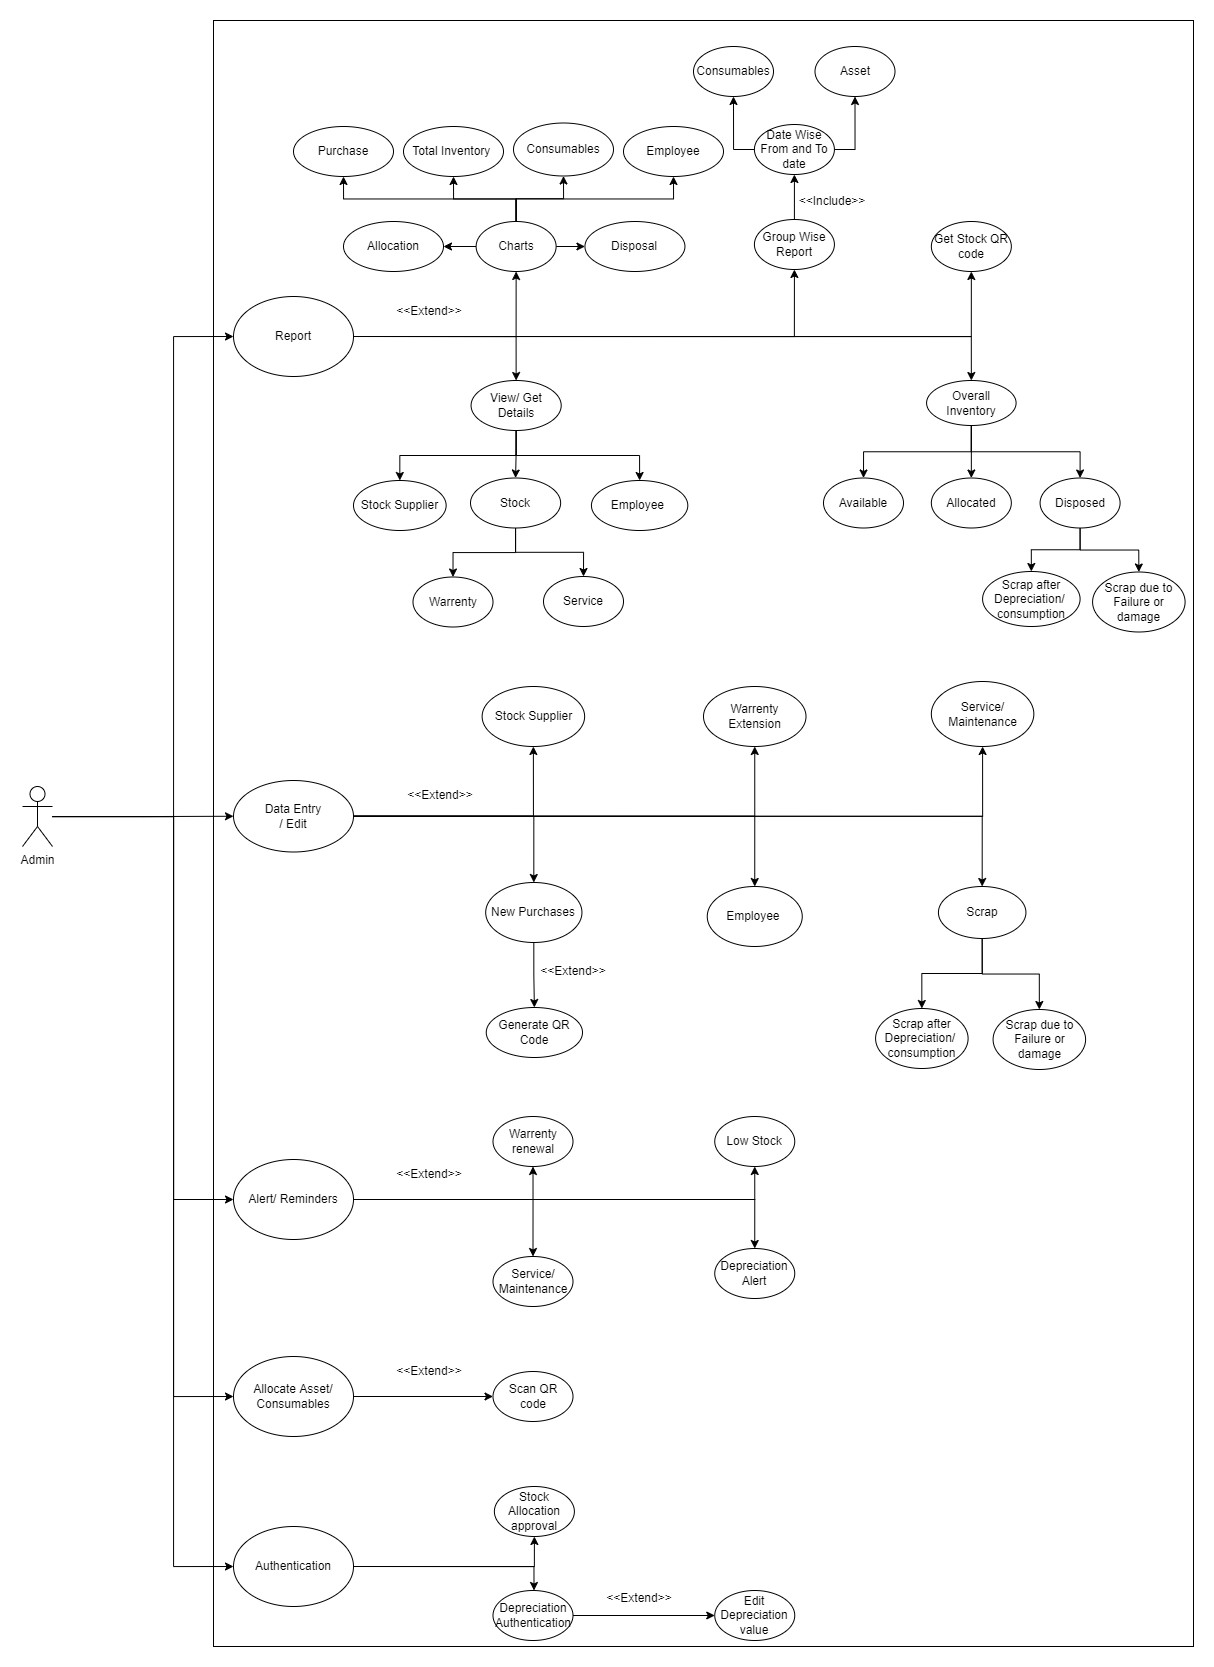 Consumables
Asset
Purchase
Total Inventory
Consumables
Employee
Date Wise
From and To
date
<<Include>>
Allocation
Charts
Disposal
Group Wise
Report
Get Stock QR
code
<<Extend>>
Report
View/ Get
Details
Overall
Inventory
Stock Supplier
Stock
Employee
Available
Allocated
Disposed
Warrenty
Service
Scrap after
Depreciation/
consumption
Scrap due to
Failure or
damage
Stock Supplier
Warrenty
Extension
Service/
Maintenance
<<Extend>>
Data Entry
/ Edit
Admin
New Purchases
Employee
Scrap
<<Extend>>
Generate QR
Code
Scrap after
Depreciation/
consumption
Scrap due to
Failure or
damage
Warrenty
renewal
Low Stock
<<Extend>>
Alert/ Reminders
Service/
Maintenance
Depreciation
Alert
<<Extend>>
Allocate Asset/
Consumables
Scan QR
code
Stock
Allocation
approval
Authentication
Depreciation
Authentication
<<Extend>>
Edit
Depreciation
value